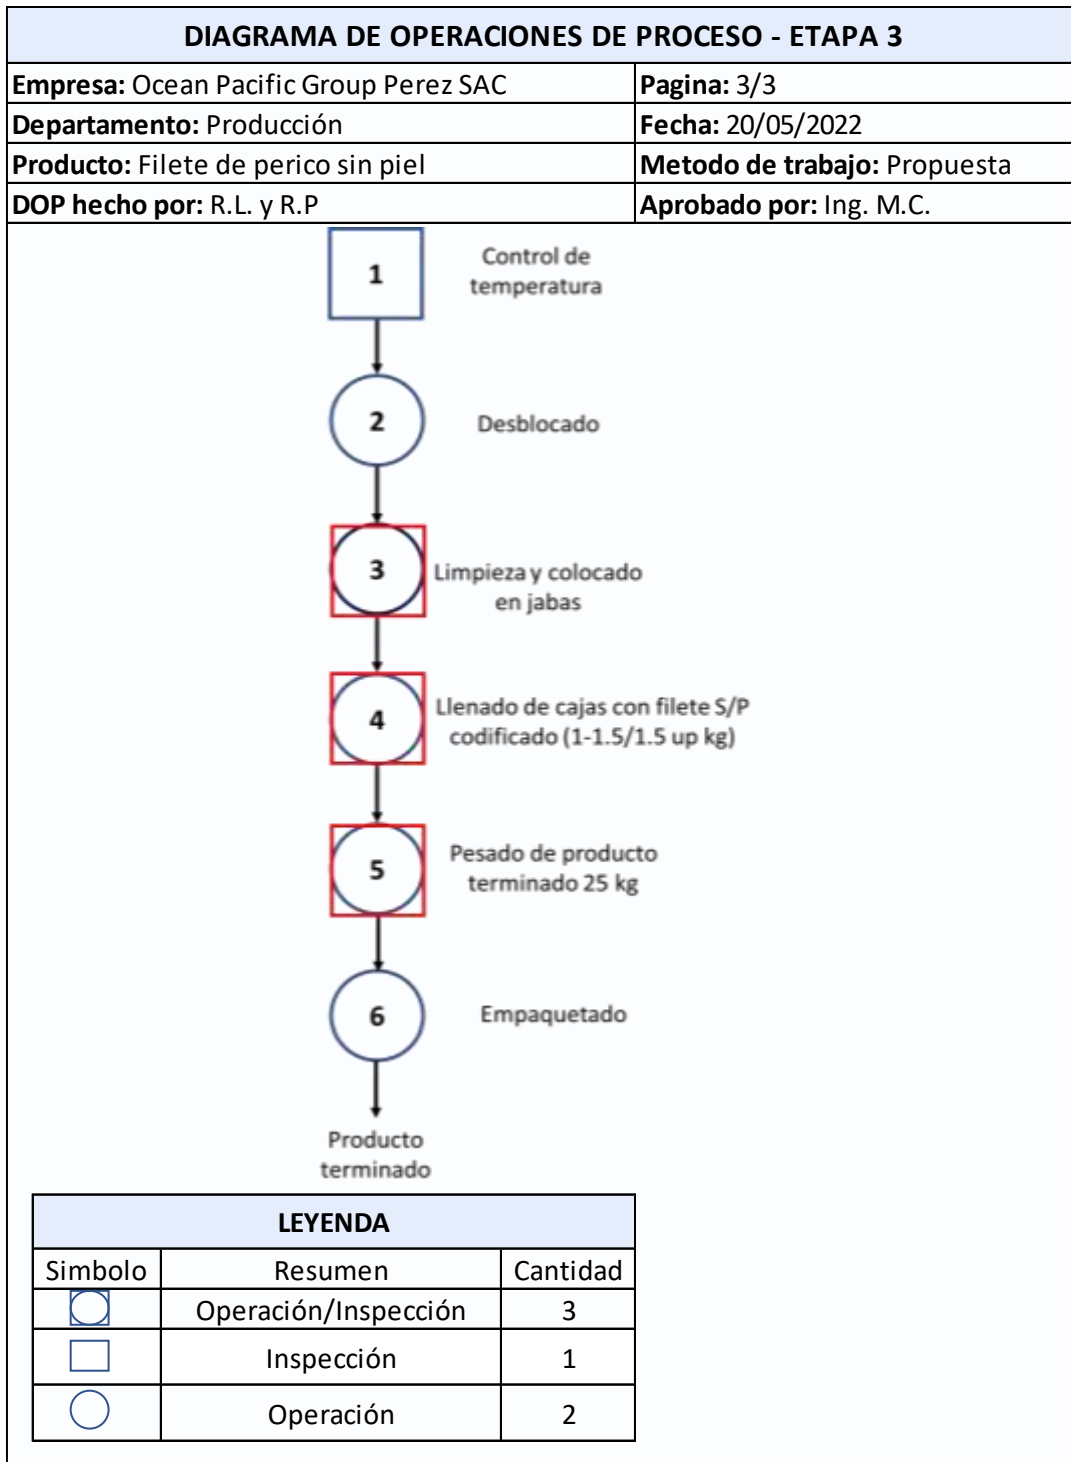 DIAGRAMA DE OPERACIONES DE PROCESO - ETAPA 3
Empresa: Ocean Pacific Group Perez SAC
Pagina: 3/3
Departamento: Producción
Fecha: 20/05/2022
Producto: Filete de perico sin piel
Metodo de trabajo: Propuesta
DOP hecho por: R.L. y R.P
Aprobado por: Ing. M.C.
1
Control de
temperatura
2
Desblocado
3
Limpieza y colocado
en jabas
4
Llenado de cajas con filete S/P
codificado (1-1.5/1.5 up kg)
5
Pesado de producto
terminado 25 kg
6
Empaquetado
Producto
terminado
LEYENDA
Simbolo Resumen Cantidad
Operación/Inspección 3
Inspección 1
Operación 2